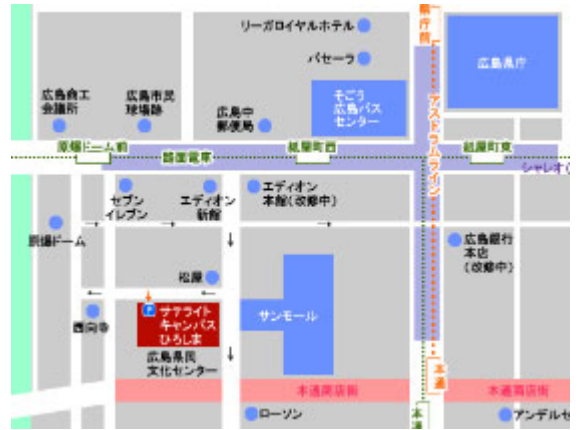 リーガロイヤルホテル
県庁前
パセーラ
広島県庁
広島商工
会議所
広島市民
球場跡
広島中
郵便局
そごう
広島バス
センター
アストラムライン
原爆ドーム前
路面電車
紙屋町西
紙屋町東
シャレオ(
セブン
イレブン
エディオン
新館
エディオン
本館(改修中)
原爆ドーム
広島銀行
本店
(改修中)
松屋
西向寺
P
サテライト
キャンパス
ひろしま
サンモール
広島県民
文化センター
本通
本通商店街
本通商店街
ローソン
本通
アンデルセ